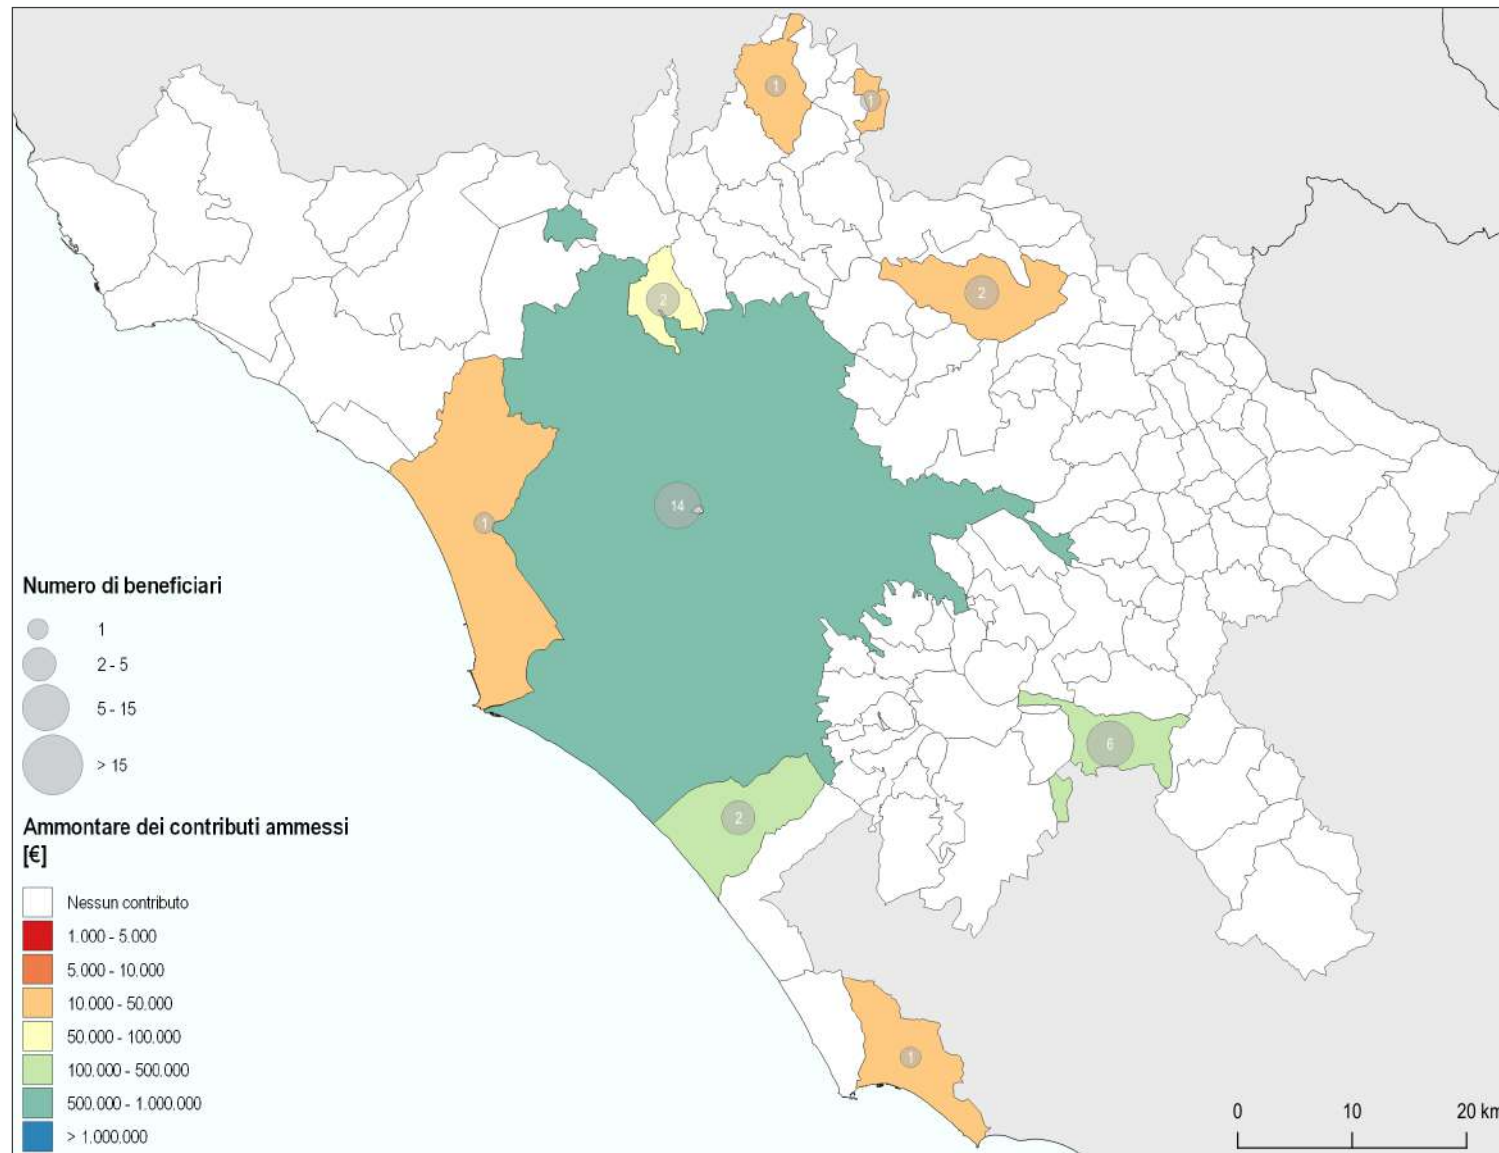 1
1
2
2
14
1
6
2
1
Numero di beneficiari
1
2 - 5
5 - 15
> 15
Ammontare dei contributi ammessi
[€]
Nessun contributo
1.000 - 5.000
5.000 - 10.000
10.000 - 50.000
50.000 - 100.000
100.000 - 500.000
500.000 - 1.000.000
> 1.000.000
0 10 20 km